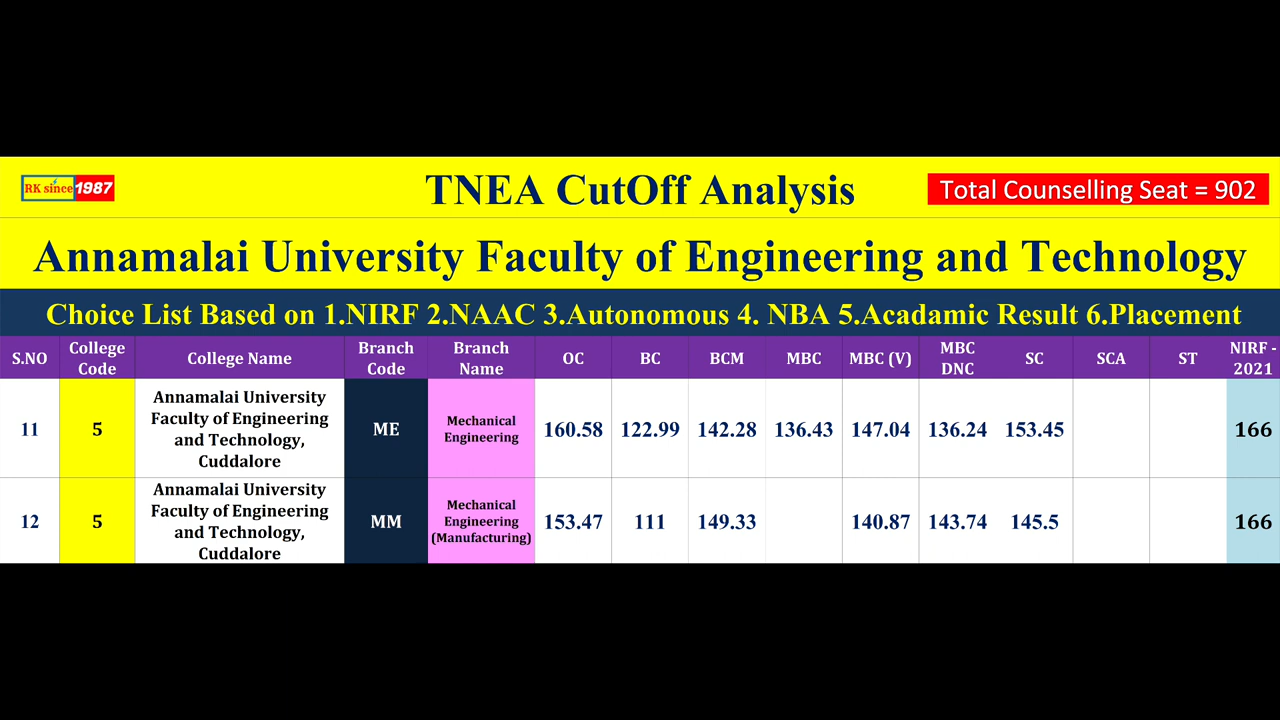 RK since 1987
TNEA CutOff Analysis
Total Counselling Seat = 902
Annamalai University Faculty of Engineering and Technology
Choice List Based on 1.NIRF 2.NAAC 3.Autonomous 4. NBA 5.Acadamic Result 6.Placement
S.NO College Code College Name Branch Code Branch Name OC BC BCM MBC MBC (V) MBC DNC SC SCA ST NIRF - 2021
11 5 Annamalai University Faculty of Engineering and Technology, Cuddalore ME Mechanical Engineering 160.58 122.99 142.28 136.43 147.04 136.24 153.45 166
12 5 Annamalai University Faculty of Engineering and Technology, Cuddalore MM Mechanical Engineering (Manufacturing) 153.47 111 149.33 140.87 143.74 145.5 166